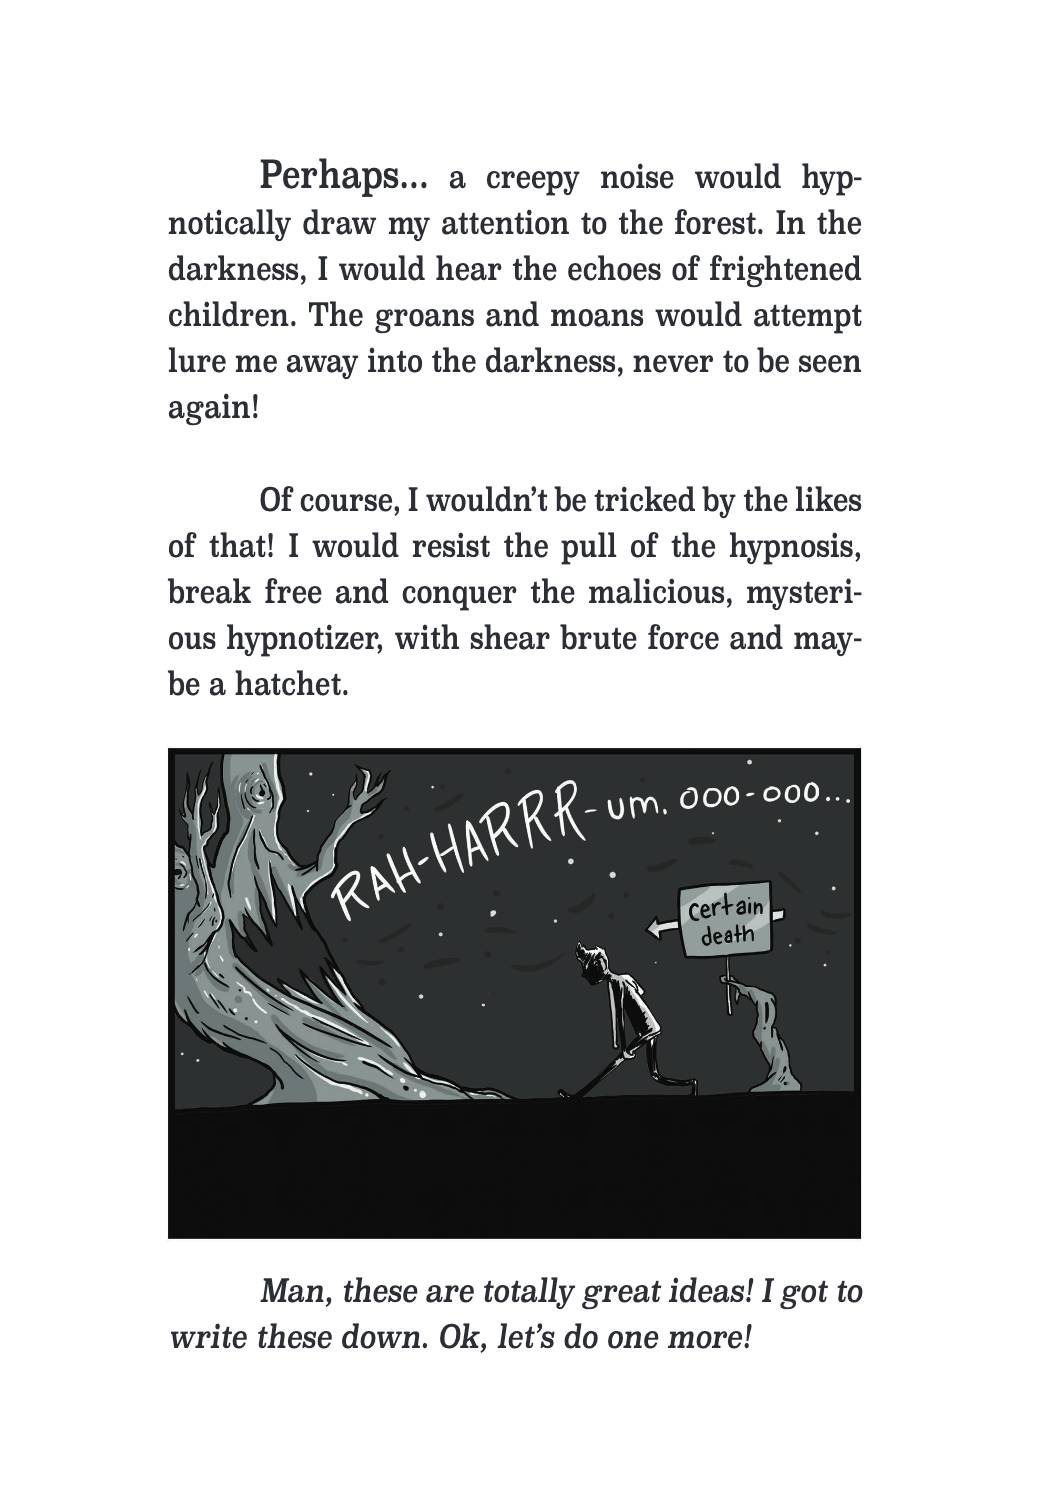 Perhaps... a creepy noise would hyp-
notically draw my attention to the forest. In the
darkness, I would hear the echoes of frightened
children. The groans and moans would attempt
lure me away into the darkness, never to be seen
again!
Of course, I wouldn't be tricked by the likes
of that! I would resist the pull of the hypnosis,
break free and conquer the malicious, mysteri-
ous hypnotizer, with shear brute force and may-
be a hatchet.
RAH-HARRR-um. OOO-OOO...
certain
death
Man, these are totally great ideas! I got to
write these down. Ok, let's do one more!